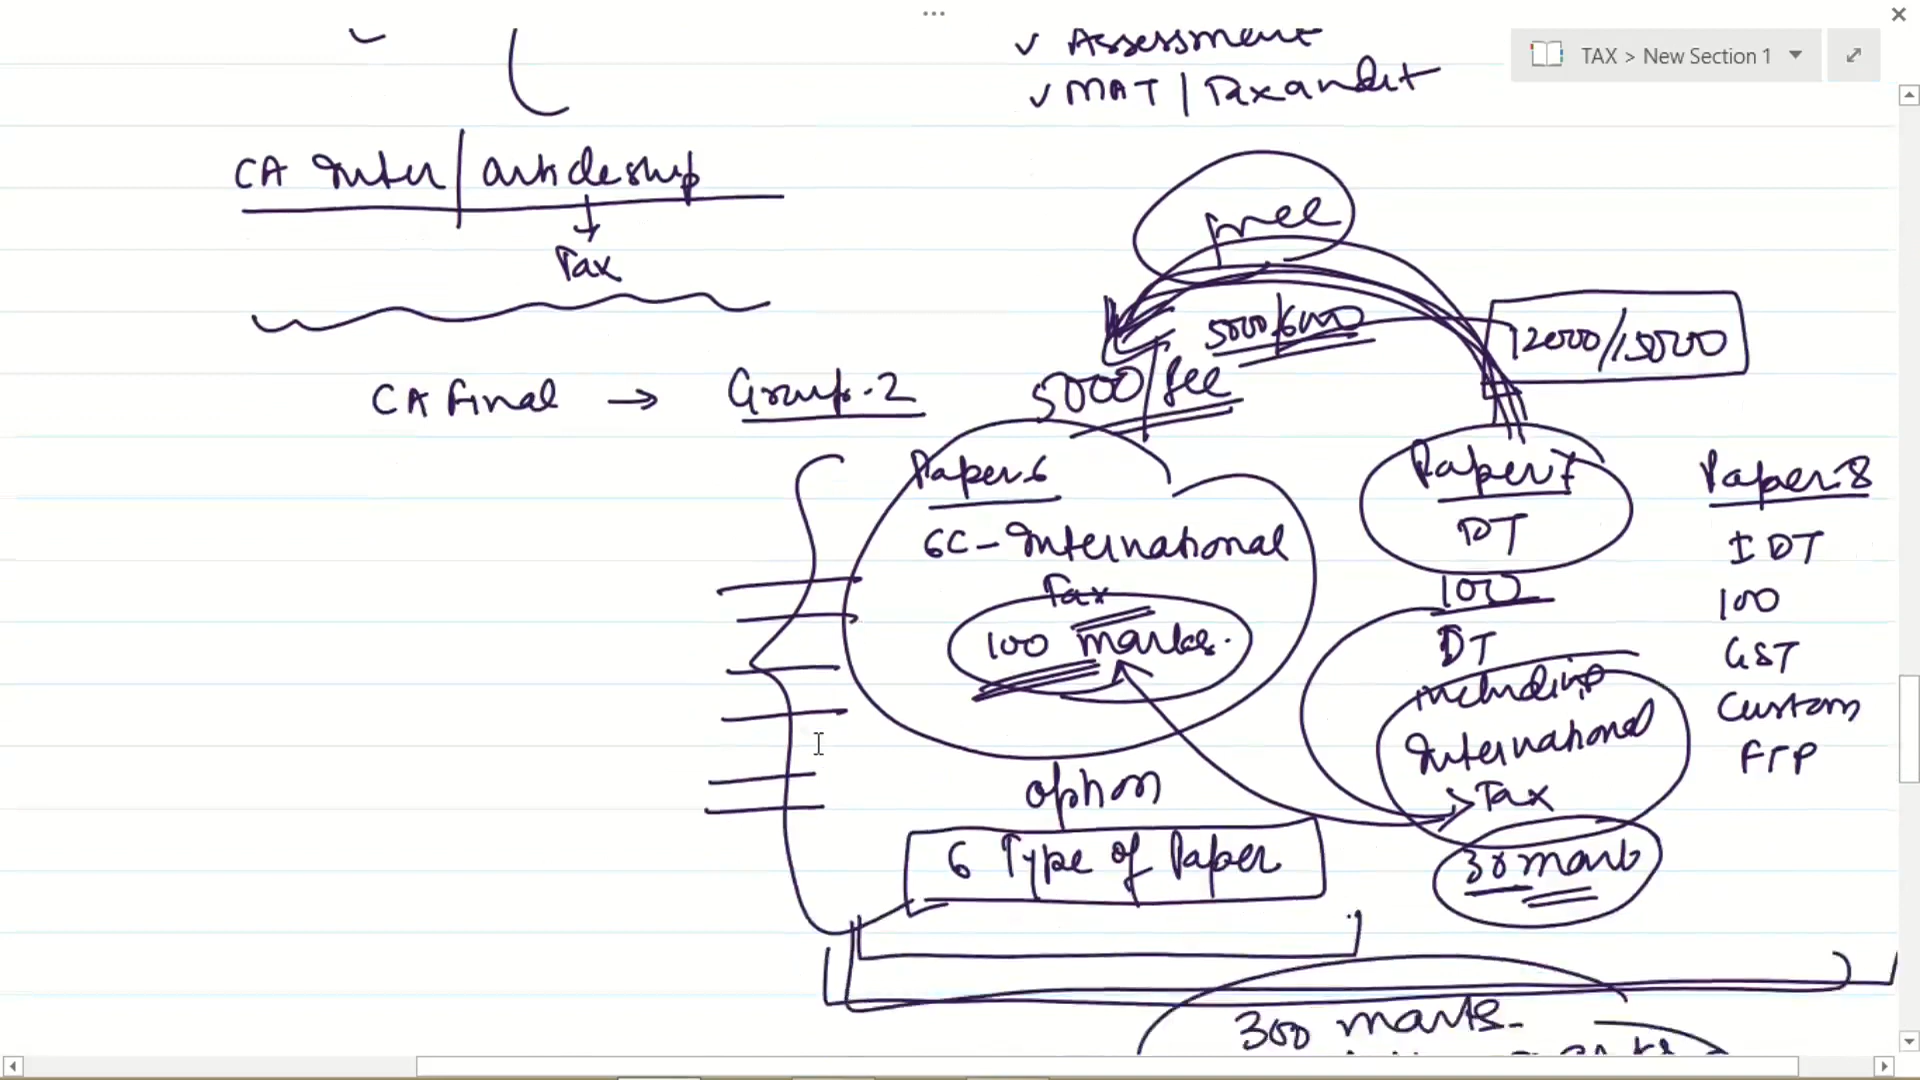 ✓ Assessment
TAX > New Section 1
✓ MAT | Tax audit
CA Inter | Articleship
Tax
free
5000/6000
12000/15000
CA Final → Group-2
5000/fee
Paper-6
Paper 7
Paper-8
6C-International
Tax
DT
IDT
100 marks.
100
100
DT
GST
including
International
Tax
Custom
FTP
option
6 Type of Paper
30 mark
300 marks-